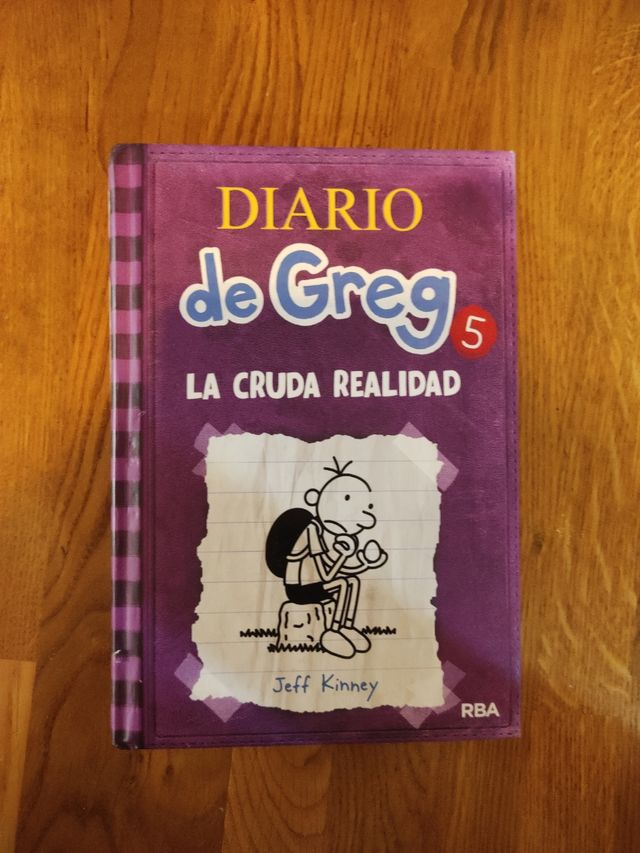 DIARIO
de Greg
5
LA CRUDA REALIDAD
Jeff Kinney
RBA